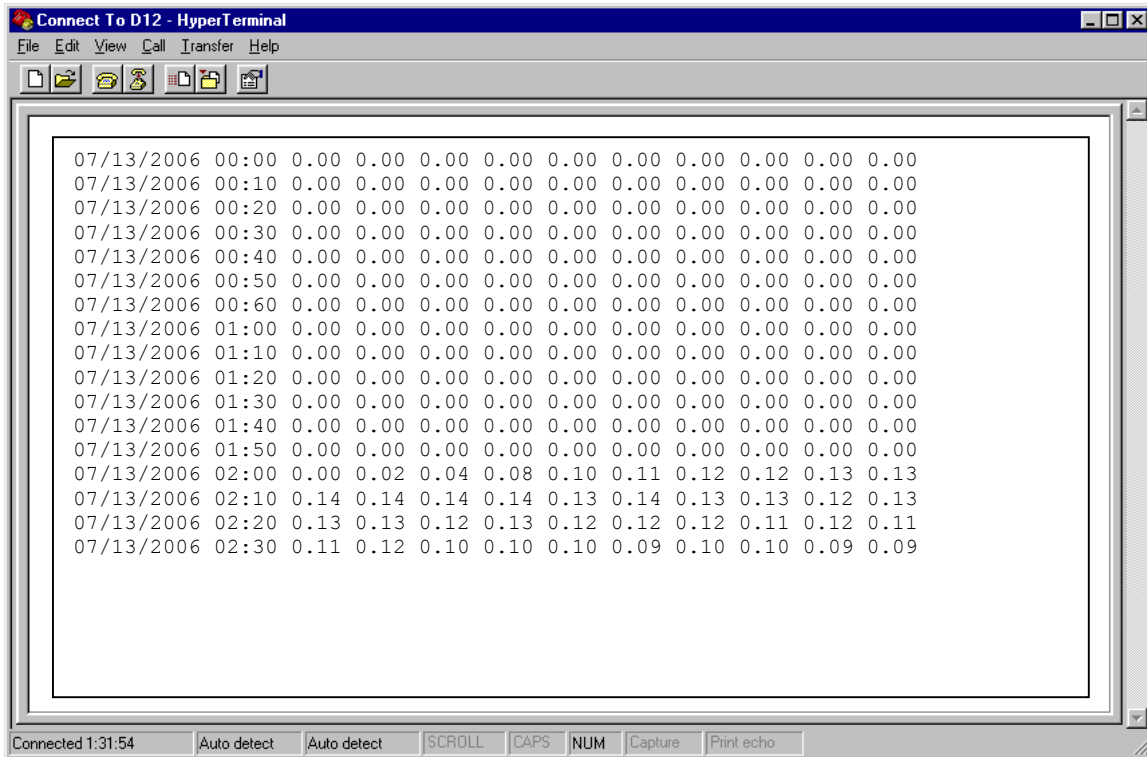 Connect To D12 - HyperTerminal
File Edit View Call Transfer Help
07/13/2006 00:00 0.00 0.00 0.00 0.00 0.00 0.00 0.00 0.00 0.00 0.00
07/13/2006 00:10 0.00 0.00 0.00 0.00 0.00 0.00 0.00 0.00 0.00 0.00
07/13/2006 00:20 0.00 0.00 0.00 0.00 0.00 0.00 0.00 0.00 0.00 0.00
07/13/2006 00:30 0.00 0.00 0.00 0.00 0.00 0.00 0.00 0.00 0.00 0.00
07/13/2006 00:40 0.00 0.00 0.00 0.00 0.00 0.00 0.00 0.00 0.00 0.00
07/13/2006 00:50 0.00 0.00 0.00 0.00 0.00 0.00 0.00 0.00 0.00 0.00
07/13/2006 00:60 0.00 0.00 0.00 0.00 0.00 0.00 0.00 0.00 0.00 0.00
07/13/2006 01:00 0.00 0.00 0.00 0.00 0.00 0.00 0.00 0.00 0.00 0.00
07/13/2006 01:10 0.00 0.00 0.00 0.00 0.00 0.00 0.00 0.00 0.00 0.00
07/13/2006 01:20 0.00 0.00 0.00 0.00 0.00 0.00 0.00 0.00 0.00 0.00
07/13/2006 01:30 0.00 0.00 0.00 0.00 0.00 0.00 0.00 0.00 0.00 0.00
07/13/2006 01:40 0.00 0.00 0.00 0.00 0.00 0.00 0.00 0.00 0.00 0.00
07/13/2006 01:50 0.00 0.00 0.00 0.00 0.00 0.00 0.00 0.00 0.00 0.00
07/13/2006 02:00 0.00 0.02 0.04 0.08 0.10 0.11 0.12 0.12 0.13 0.13
07/13/2006 02:10 0.14 0.14 0.14 0.14 0.13 0.14 0.13 0.13 0.12 0.13
07/13/2006 02:20 0.13 0.13 0.12 0.13 0.12 0.12 0.12 0.11 0.12 0.11
07/13/2006 02:30 0.11 0.12 0.10 0.10 0.10 0.09 0.10 0.10 0.09 0.09
Connected 1:31:54 Auto detect Auto detect SCROLL CAPS NUM Capture Print echo